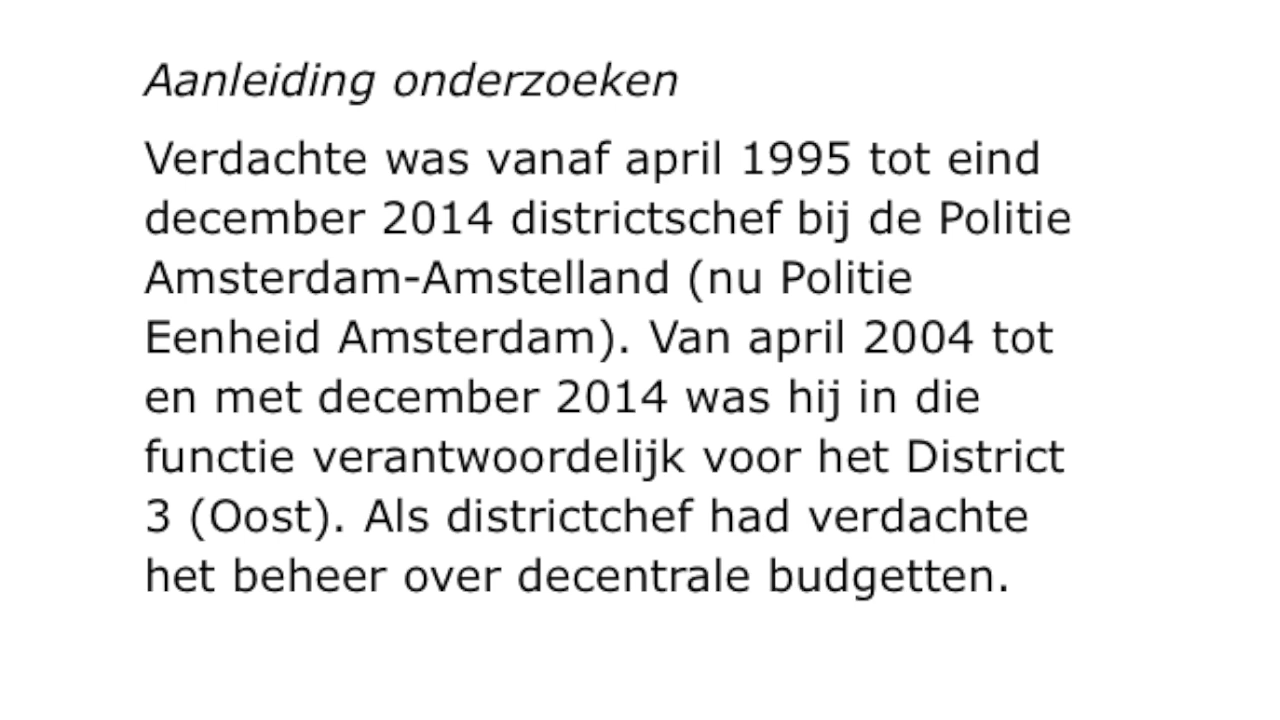 Aanleiding onderzoeken
Verdachte was vanaf april 1995 tot eind
december 2014 districtschef bij de Politie
Amsterdam-Amstelland (nu Politie
Eenheid Amsterdam). Van april 2004 tot
en met december 2014 was hij in die
functie verantwoordelijk voor het District
3 (Oost). Als districtchef had verdachte
het beheer over decentrale budgetten.